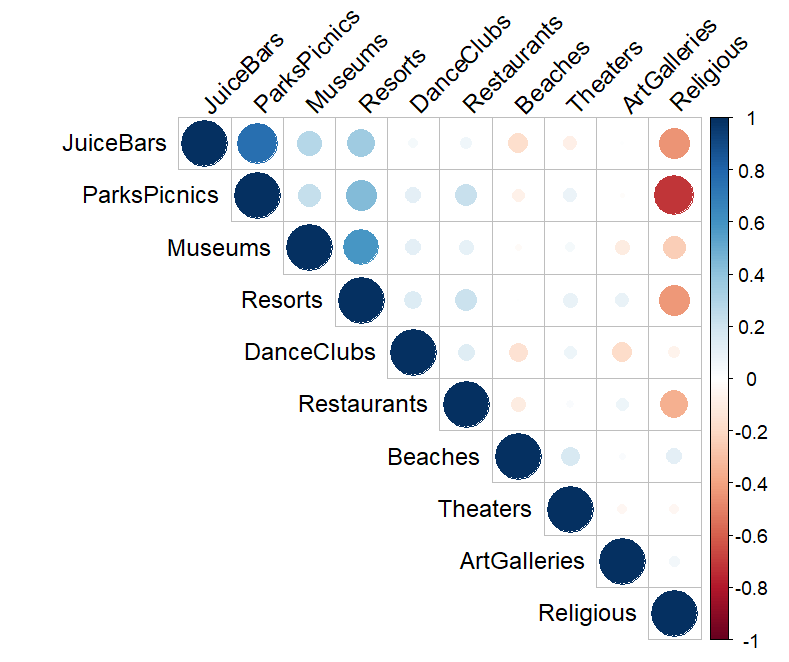 JuiceBars
ParksPicnics
Museums
Resorts
DanceClubs
Restaurants
Beaches
Theaters
ArtGalleries
Religious
JuiceBars
ParksPicnics
Museums
Resorts
DanceClubs
Restaurants
Beaches
Theaters
ArtGalleries
Religious
1
0.8
0.6
0.4
0.2
0
-0.2
-0.4
-0.6
-0.8
-1